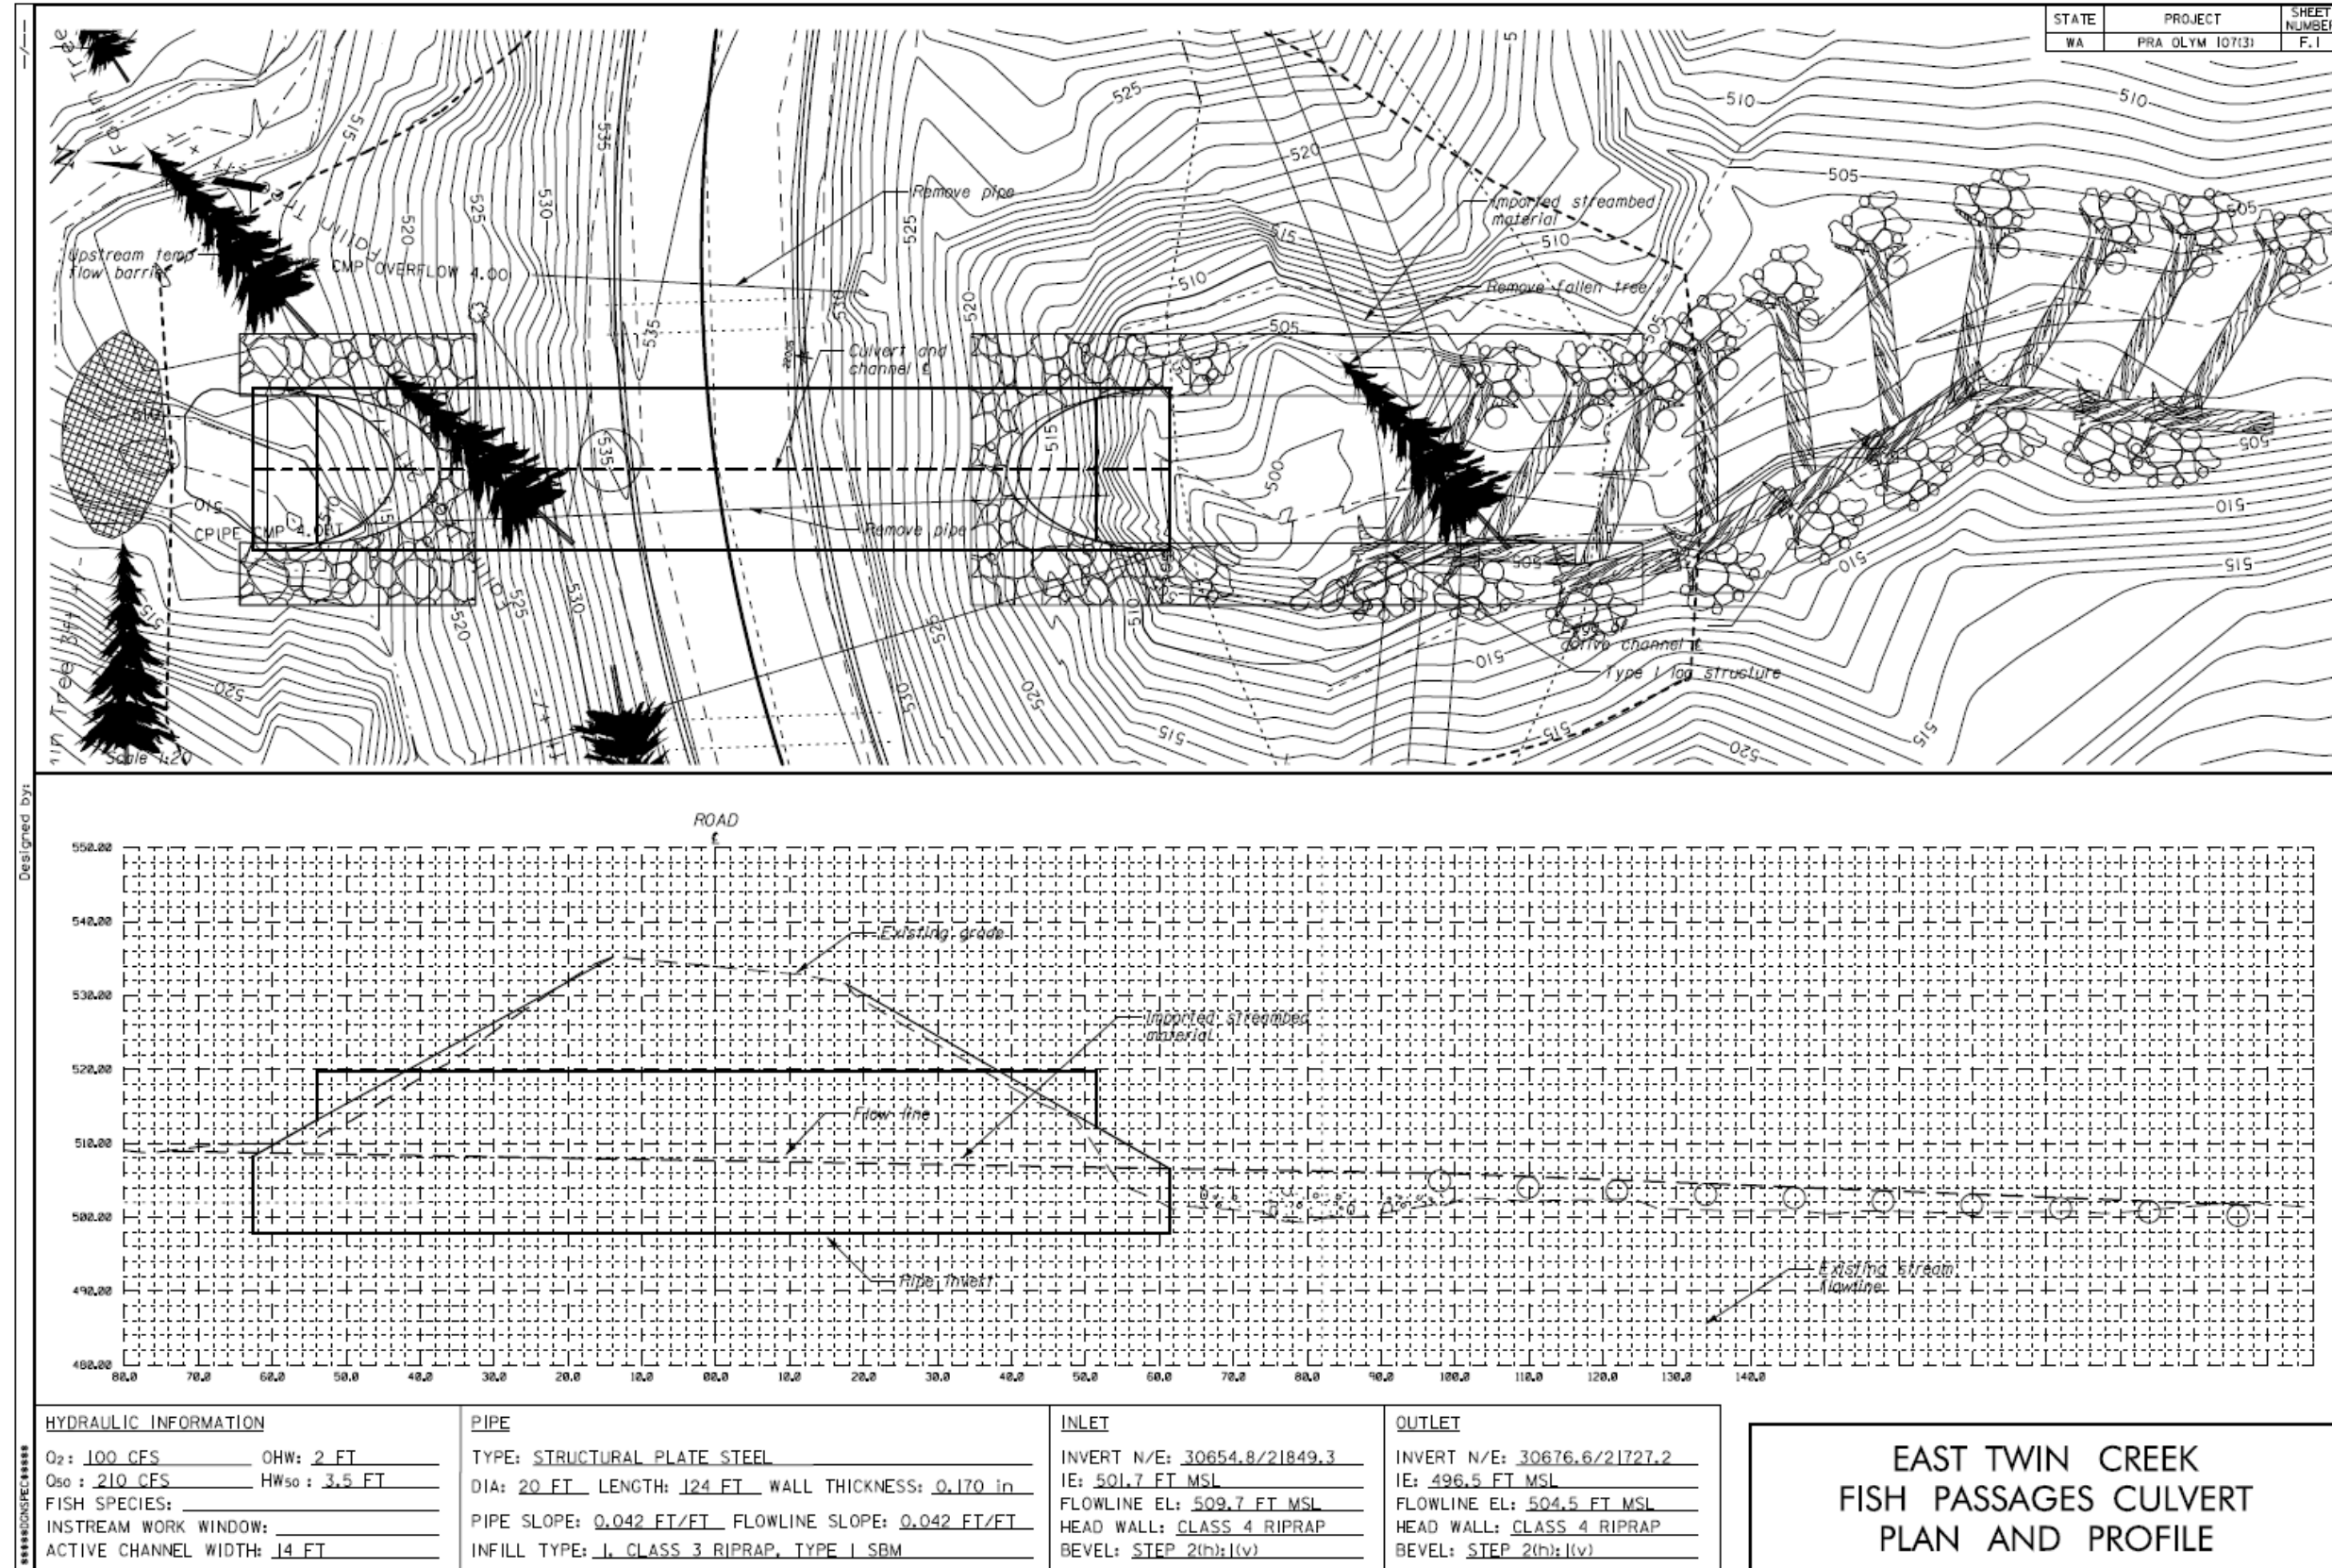 STATE PROJECT SHEET NUMBER
WA PRA OLYM 107(3) F.1
Upstream temp
flow barrier
CMP OVERFLOW 4.00
Remove pipe
Culvert and
channel ℄
Imported streambed
material
Remove fallen tree
Remove pipe
active channel ℄
Type I log structure
Scale 1:20
535
530
525
520
515
510
505
500
Designed by:
ROAD
℄
550.00
540.00
530.00
520.00
510.00
500.00
490.00
480.00
Existing grade
Imported streambed
material
Flow line
Pipe invert
Existing stream
flowline
80.0 70.0 60.0 50.0 40.0 30.0 20.0 10.0 00.0 10.0 20.0 30.0 40.0 50.0 60.0 70.0 80.0 90.0 100.0 110.0 120.0 130.0 140.0
HYDRAULIC INFORMATION
Q2: 100 CFS OHW: 2 FT
Q50: 210 CFS HW50: 3.5 FT
FISH SPECIES:
INSTREAM WORK WINDOW:
ACTIVE CHANNEL WIDTH: 14 FT
PIPE
TYPE: STRUCTURAL PLATE STEEL
DIA: 20 FT LENGTH: 124 FT WALL THICKNESS: 0.170 in
PIPE SLOPE: 0.042 FT/FT FLOWLINE SLOPE: 0.042 FT/FT
INFILL TYPE: 1. CLASS 3 RIPRAP, TYPE 1 SBM
INLET
INVERT N/E: 30654.8/21849.3
IE: 501.7 FT MSL
FLOWLINE EL: 509.7 FT MSL
HEAD WALL: CLASS 4 RIPRAP
BEVEL: STEP 2(h):1(v)
OUTLET
INVERT N/E: 30676.6/21727.2
IE: 496.5 FT MSL
FLOWLINE EL: 504.5 FT MSL
HEAD WALL: CLASS 4 RIPRAP
BEVEL: STEP 2(h):1(v)
EAST TWIN CREEK
FISH PASSAGES CULVERT
PLAN AND PROFILE